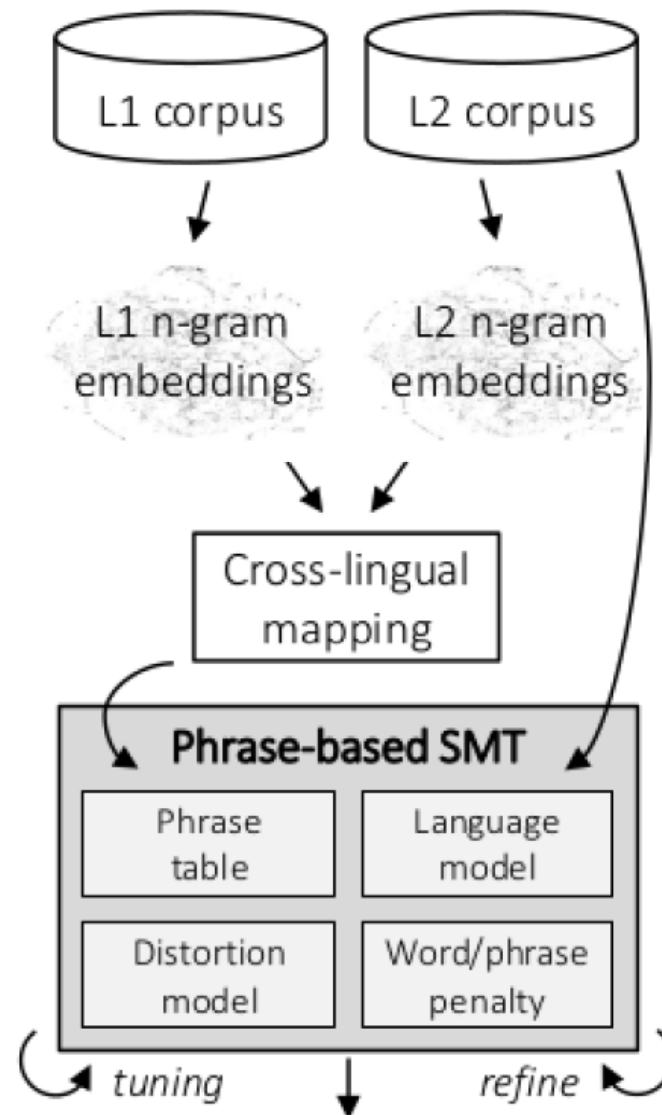 L1 corpus
L2 corpus
L1 n-gram
embeddings
L2 n-gram
embeddings
Cross-lingual
mapping
Phrase-based SMT
Phrase
table
Language
model
Distortion
model
Word/phrase
penalty
tuning
refine